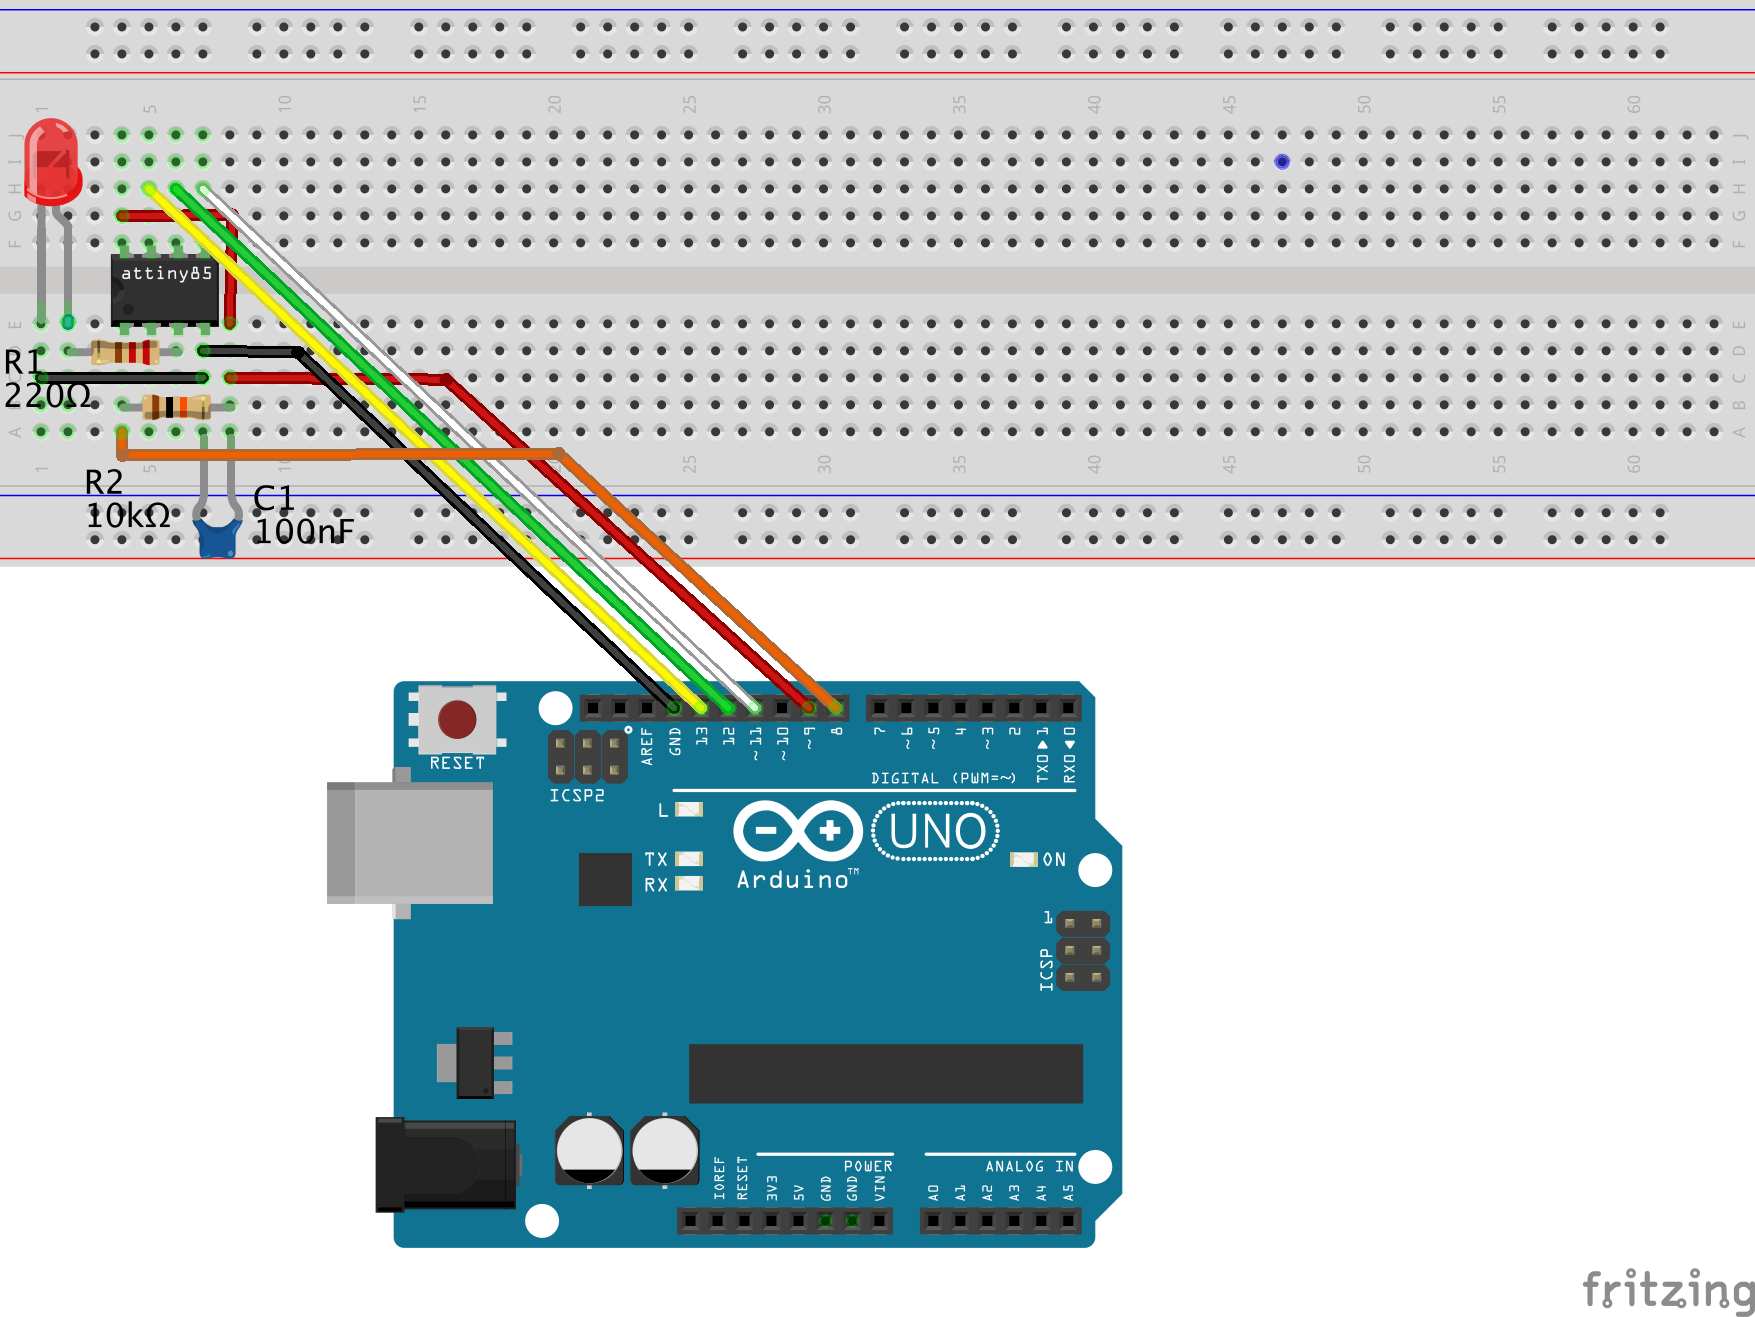 1 5 10 15 20 25 30 35 40 45 50 55 60
J J
I I
H H
G G
F F
attiny85
E E
D
R1
C
220Ω
B
A A
1 5 10 20 25 30 35 40 45 50 55 60
R2
10kΩ
C1
100nF
RESET
ICSP2
AREF
GND
13
12
~11
~10
~9
8
7
~6
~5
4
~3
2
TX0▶1
RX0◀0
DIGITAL (PWM=~)
L
TX
RX
Arduino™
UNO
ON
1
ICSP
IOREF
RESET
3V3
5V
GND
GND
VIN
POWER
A0
A1
A2
A3
A4
A5
ANALOG IN
fritzing